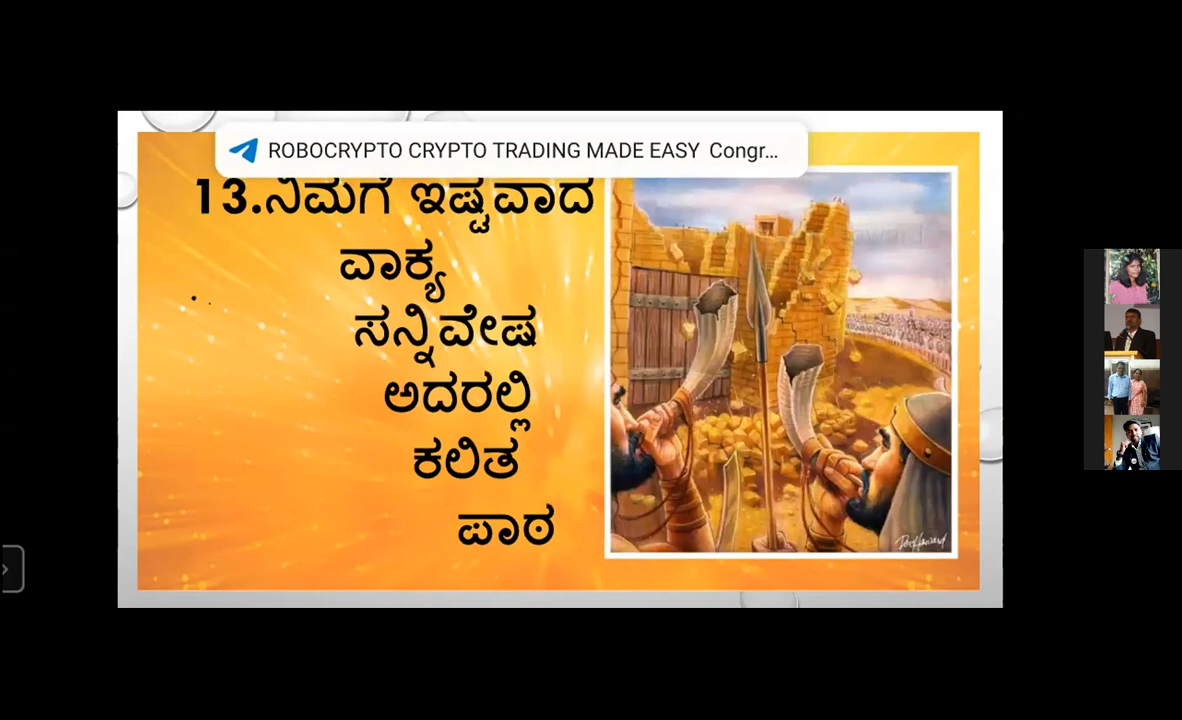 ROBOCRYPTO CRYPTO TRADING MADE EASY Congr...
13.ನಿಮಗೆ ಇಷ್ಟವಾದ
ವಾಕ್ಯ
ಸನ್ನಿವೇಷ
ಅದರಲ್ಲಿ
ಕಲಿತ
ಪಾಠ